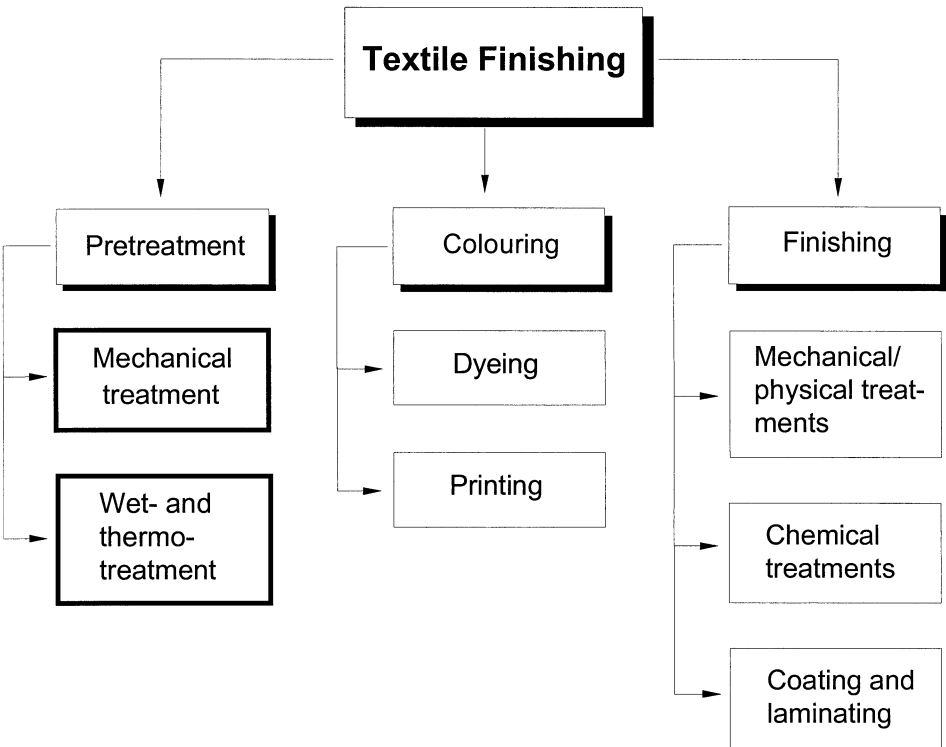 Textile Finishing
Pretreatment
Mechanical
treatment
Wet- and
thermo-
treatment
Colouring
Dyeing
Printing
Finishing
Mechanical/
physical treat-
ments
Chemical
treatments
Coating and
laminating